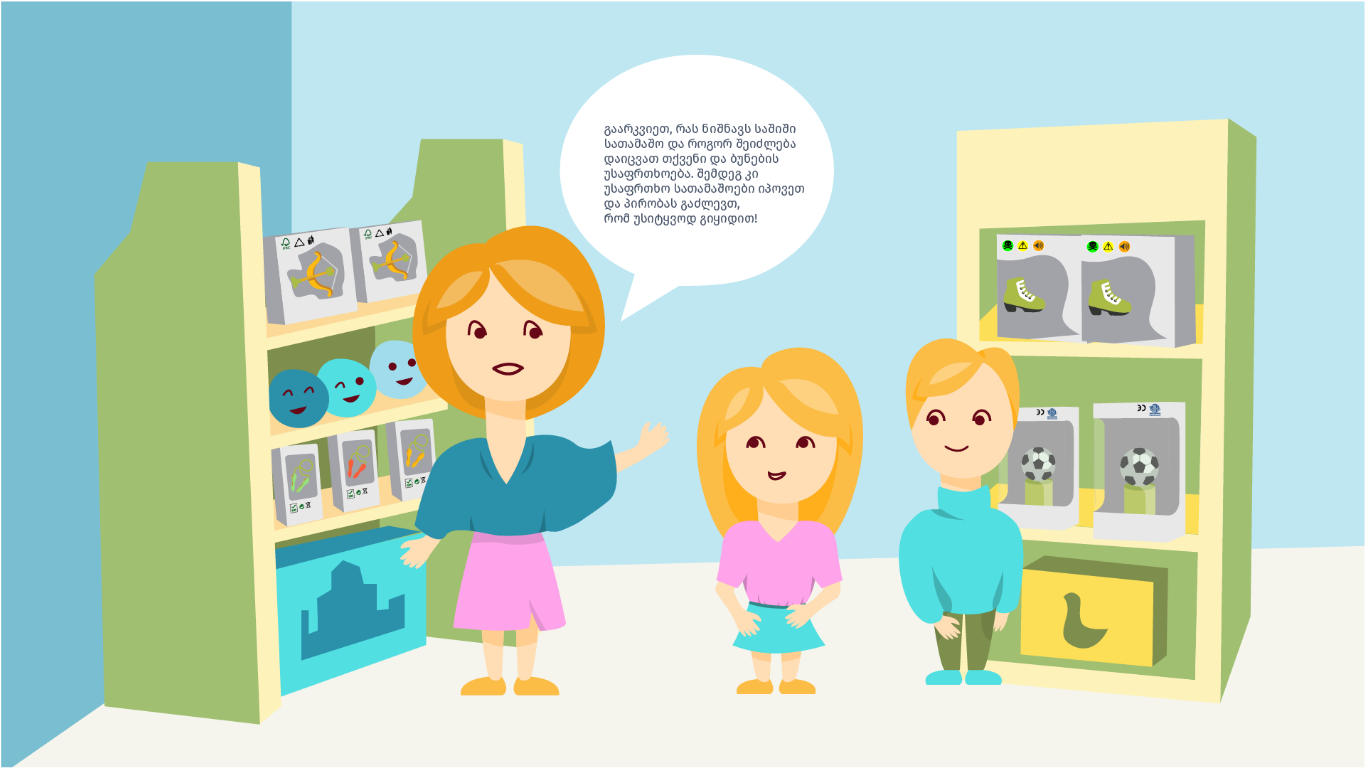 გაარკვიეთ, რას ნიშნავს საშიში
სათამაშო და როგორ შეიძლება
დაიცვათ თქვენი და ბუნების
უსაფრთხოება. შემდეგ კი
უსაფრთხო სათამაშოები იპოვეთ
და პირობას გაძლევთ,
რომ უსიტყვოდ გიყიდით!